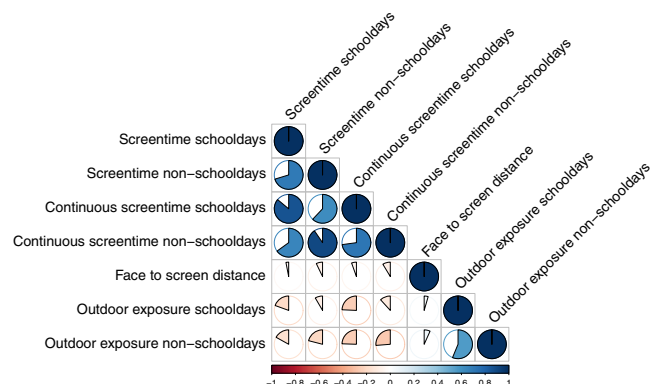 Screentime schooldays
Screentime non−schooldays
Continuous screentime schooldays
Continuous screentime non−schooldays
Face to screen distance
Outdoor exposure schooldays
Outdoor exposure non−schooldays
Screentime schooldays
Screentime non−schooldays
Continuous screentime schooldays
Continuous screentime non−schooldays
Face to screen distance
Outdoor exposure schooldays
Outdoor exposure non−schooldays
−1 −0.8 −0.6 −0.4 −0.2 0 0.2 0.4 0.6 0.8 1